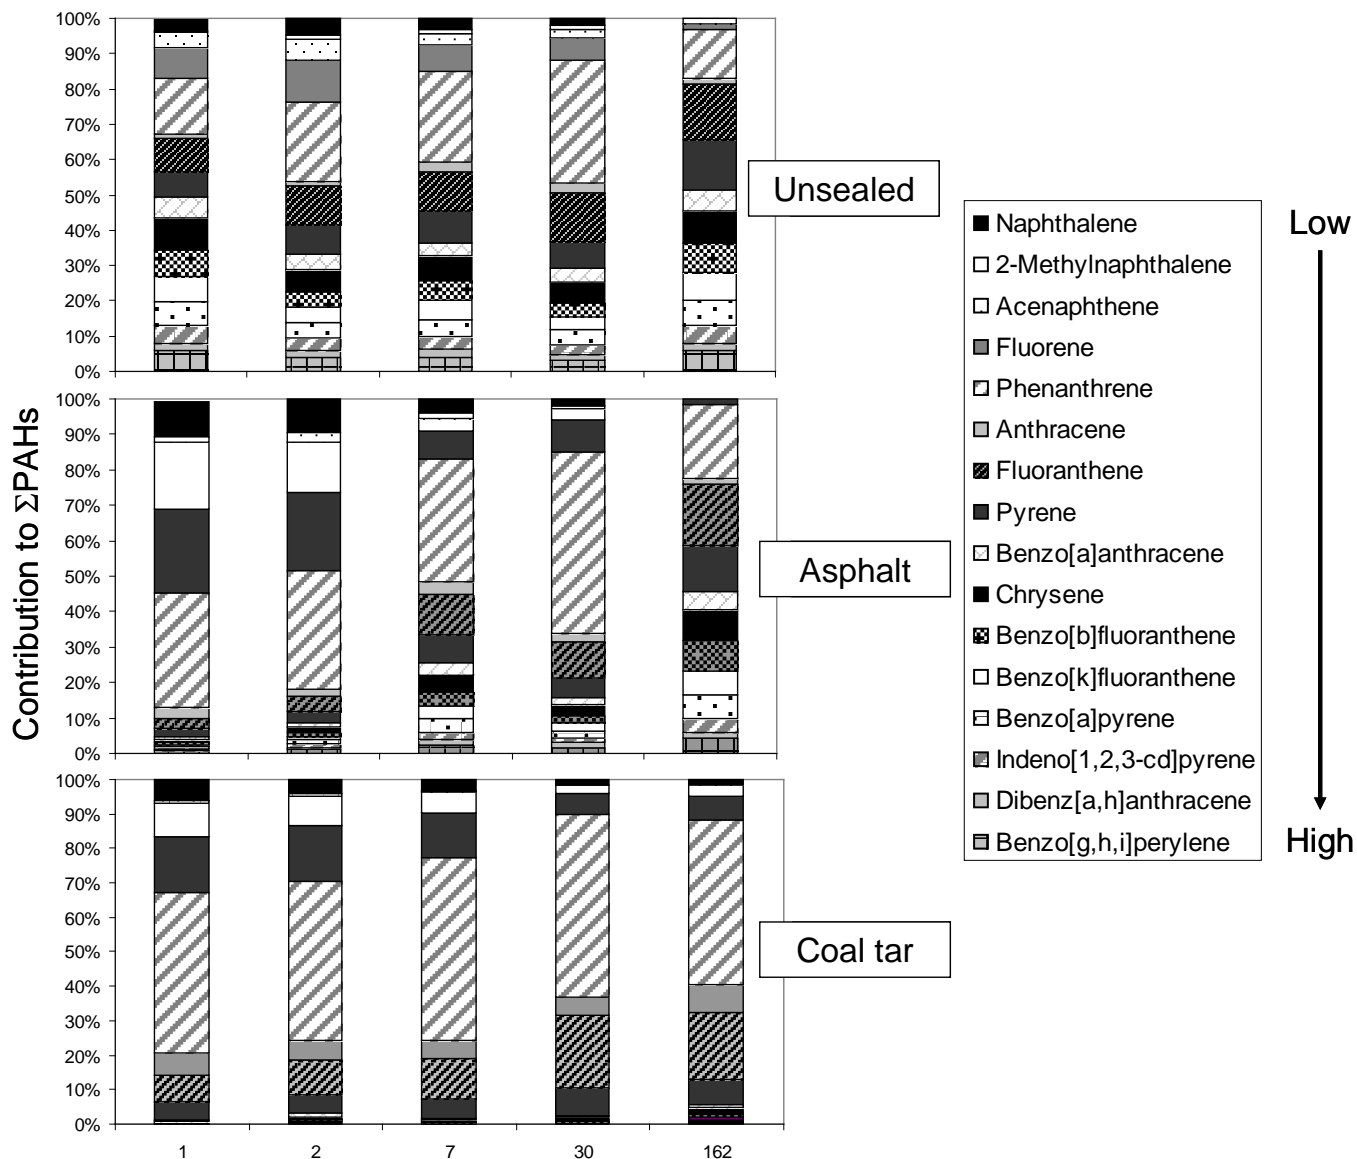 Contribution to ΣPAHs
100%
90%
80%
70%
60%
50%
40%
30%
20%
10%
0%
Unsealed
100%
90%
80%
70%
60%
50%
40%
30%
20%
10%
0%
Asphalt
100%
90%
80%
70%
60%
50%
40%
30%
20%
10%
0%
Coal tar
1 2 7 30 162
Naphthalene
2-Methylnaphthalene
Acenaphthene
Fluorene
Phenanthrene
Anthracene
Fluoranthene
Pyrene
Benzo[a]anthracene
Chrysene
Benzo[b]fluoranthene
Benzo[k]fluoranthene
Benzo[a]pyrene
Indeno[1,2,3-cd]pyrene
Dibenz[a,h]anthracene
Benzo[g,h,i]perylene
Low
High